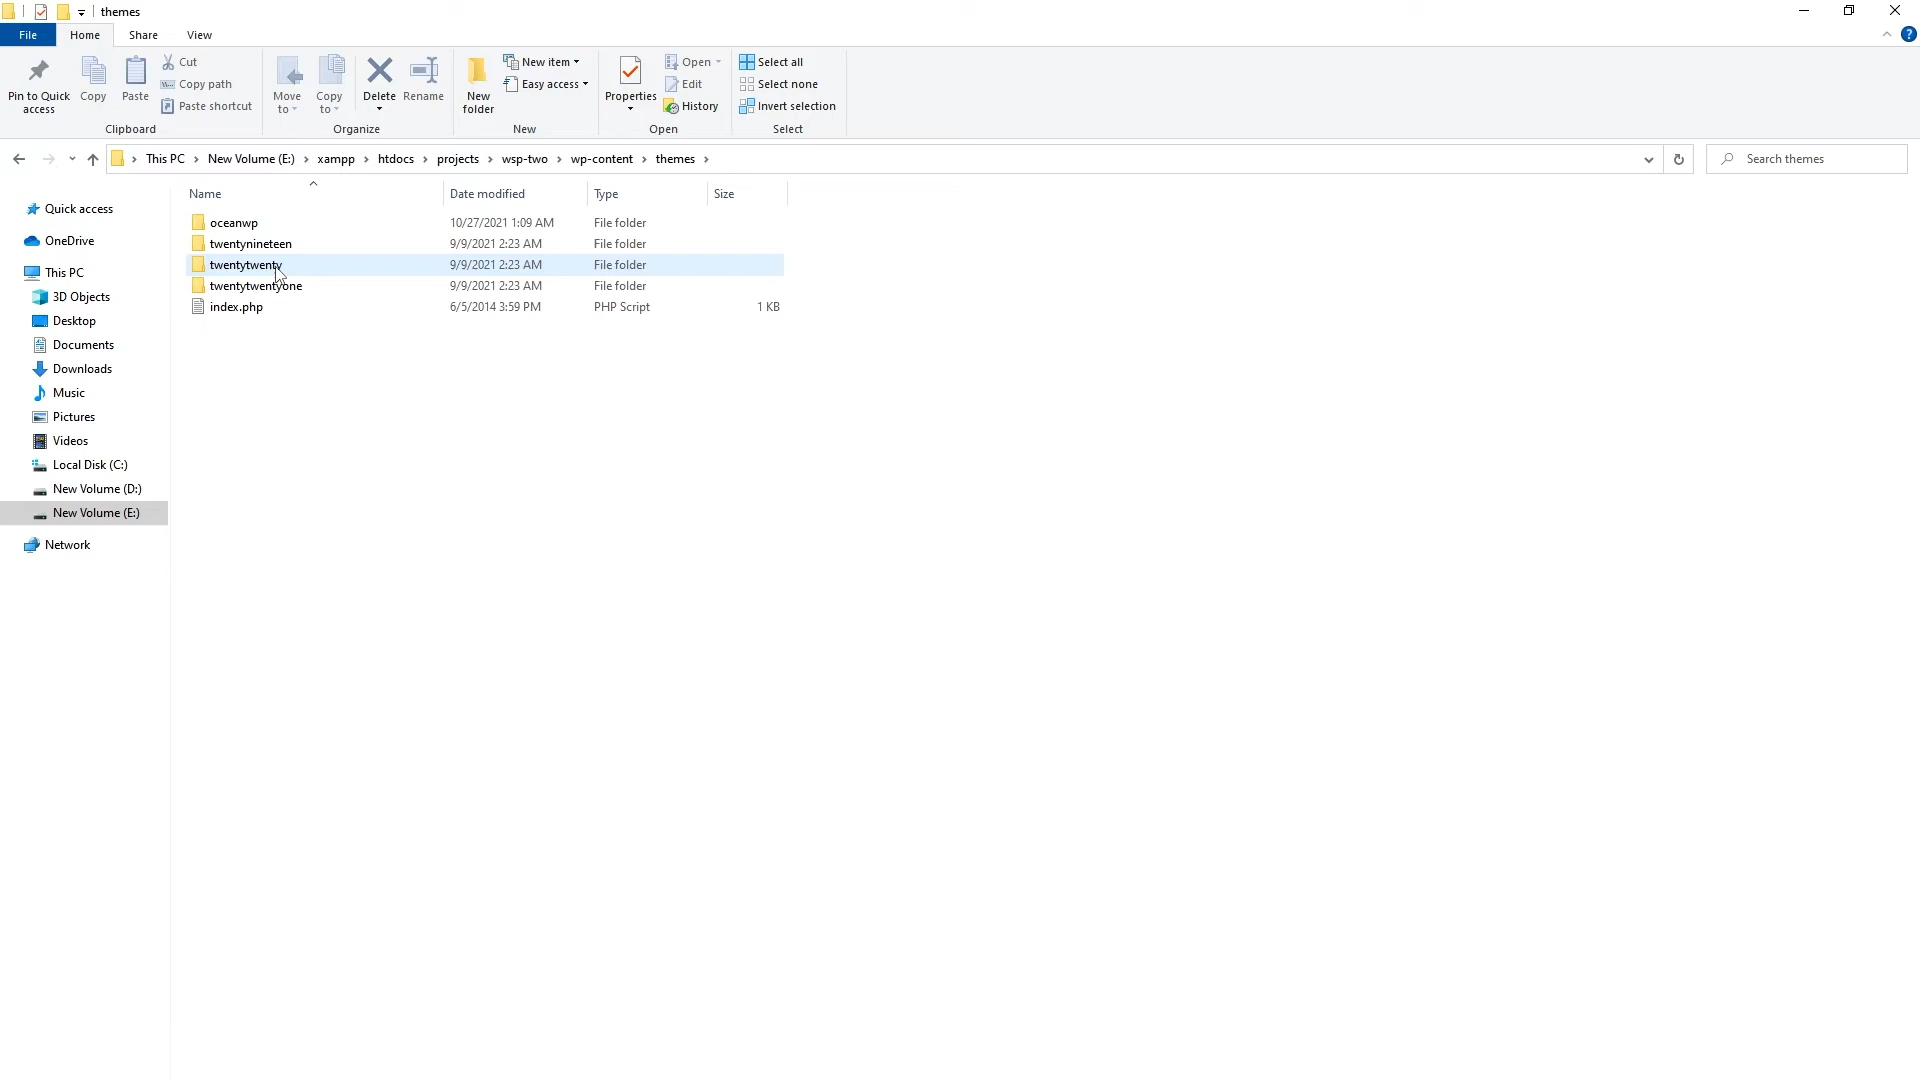 themes
File Home Share View
Pin to Quick access
Copy
Paste
Cut
Copy path
Paste shortcut
Clipboard
Move to
Copy to
Delete
Rename
Organize
New folder
New item
Easy access
New
Properties
Open
Edit
History
Open
Select all
Select none
Invert selection
Select
This PC New Volume (E:) xampp htdocs projects wsp-two wp-content themes
Search themes
Quick access
OneDrive
This PC
3D Objects
Desktop
Documents
Downloads
Music
Pictures
Videos
Local Disk (C:)
New Volume (D:)
New Volume (E:)
Network
Name Date modified Type Size
oceanwp 10/27/2021 1:09 AM File folder
twentynineteen 9/9/2021 2:23 AM File folder
twentytwenty 9/9/2021 2:23 AM File folder
twentytwentyone 9/9/2021 2:23 AM File folder
index.php 6/5/2014 3:59 PM PHP Script 1 KB